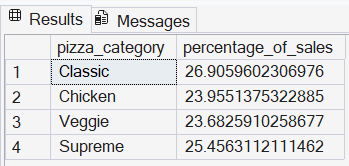 Results Messages
pizza_category percentage_of_sales
1 Classic 26.9059602306976
2 Chicken 23.9551375322885
3 Veggie 23.6825910258677
4 Supreme 25.4563112111462